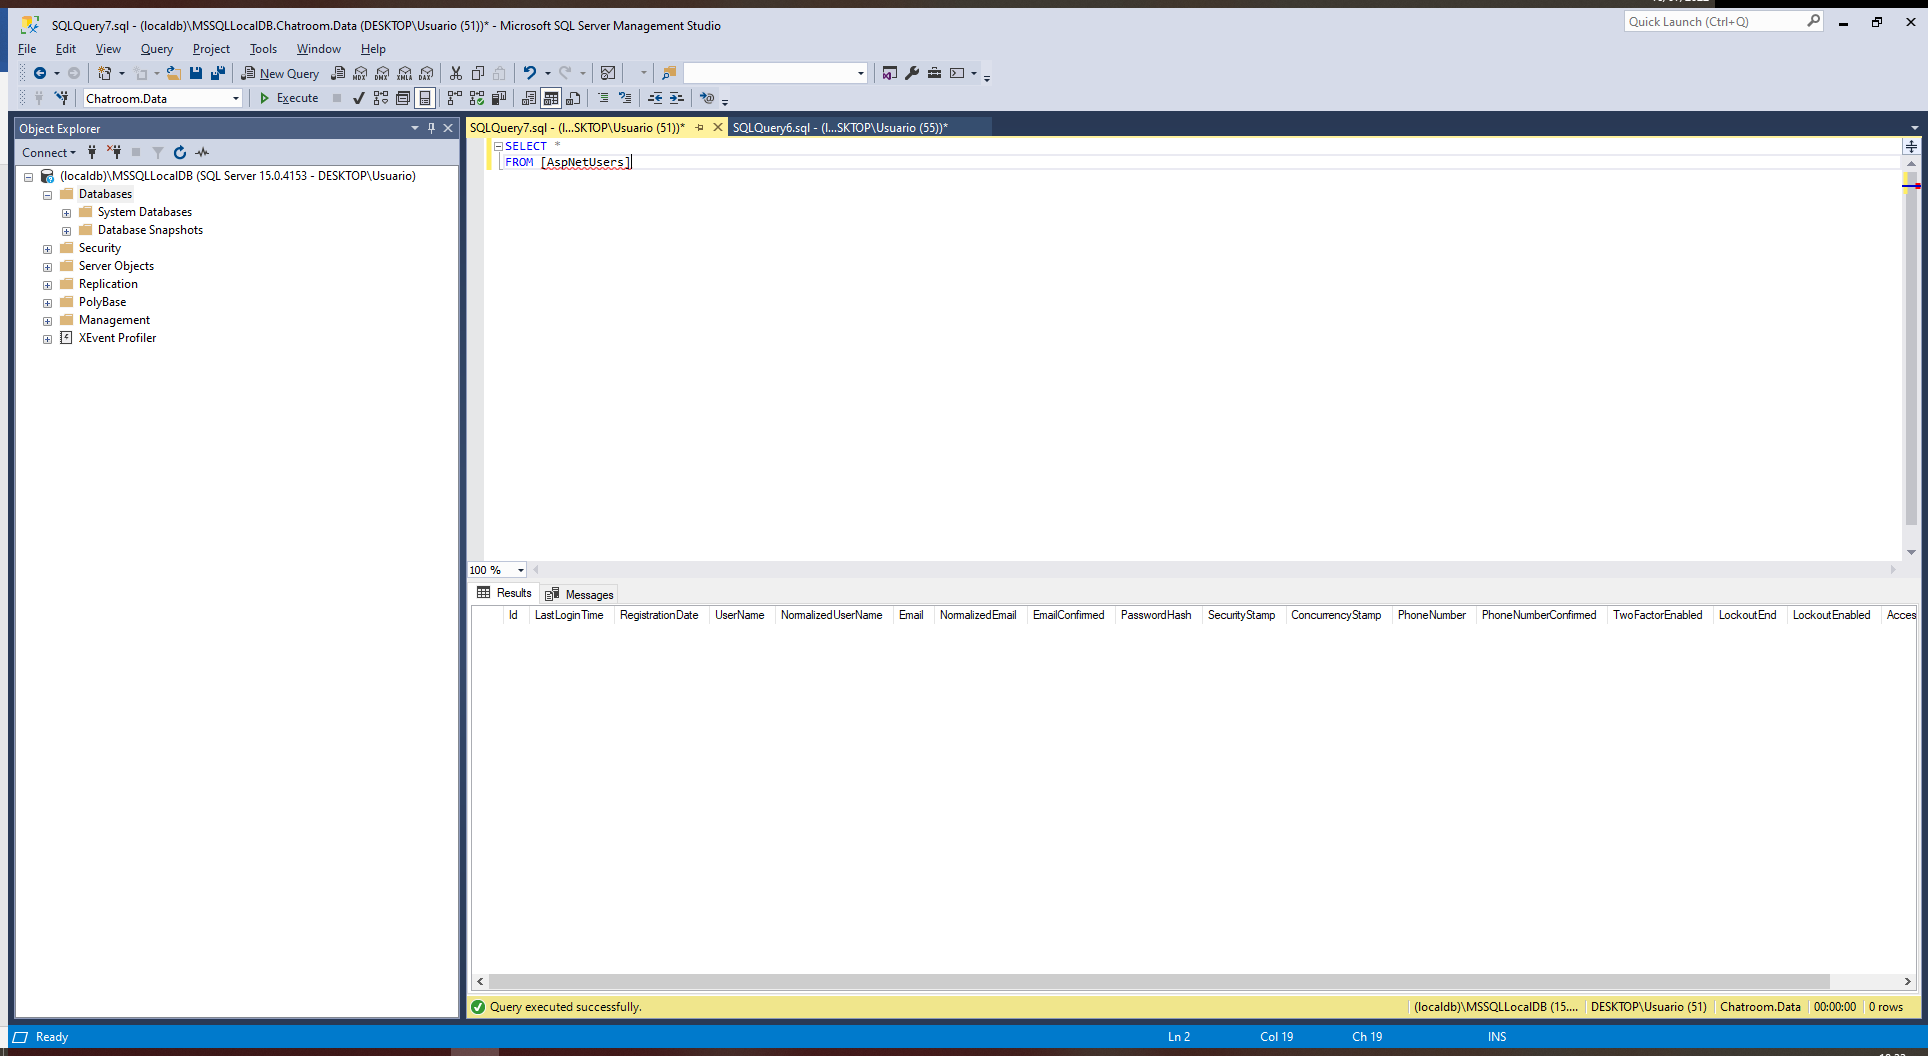 SQLQuery7.sql - (localdb)\MSSQLLocalDB.Chatroom.Data (DESKTOP\Usuario (51))* - Microsoft SQL Server Management Studio
Quick Launch (Ctrl+Q)
File Edit View Query Project Tools Window Help
New Query
Chatroom.Data Execute
Object Explorer
Connect
(localdb)\MSSQLLocalDB (SQL Server 15.0.4153 - DESKTOP\Usuario)
Databases
System Databases
Database Snapshots
Security
Server Objects
Replication
PolyBase
Management
XEvent Profiler
SQLQuery7.sql - (l...SKTOP\Usuario (51))* SQLQuery6.sql - (l...SKTOP\Usuario (55))*
SELECT *
FROM [AspNetUsers]
100 %
Results Messages
Id LastLoginTime RegistrationDate UserName NormalizedUserName Email NormalizedEmail EmailConfirmed PasswordHash SecurityStamp ConcurrencyStamp PhoneNumber PhoneNumberConfirmed TwoFactorEnabled LockoutEnd LockoutEnabled Acces
Query executed successfully. (localdb)\MSSQLLocalDB (15.... DESKTOP\Usuario (51) Chatroom.Data 00:00:00 0 rows
Ready Ln 2 Col 19 Ch 19 INS